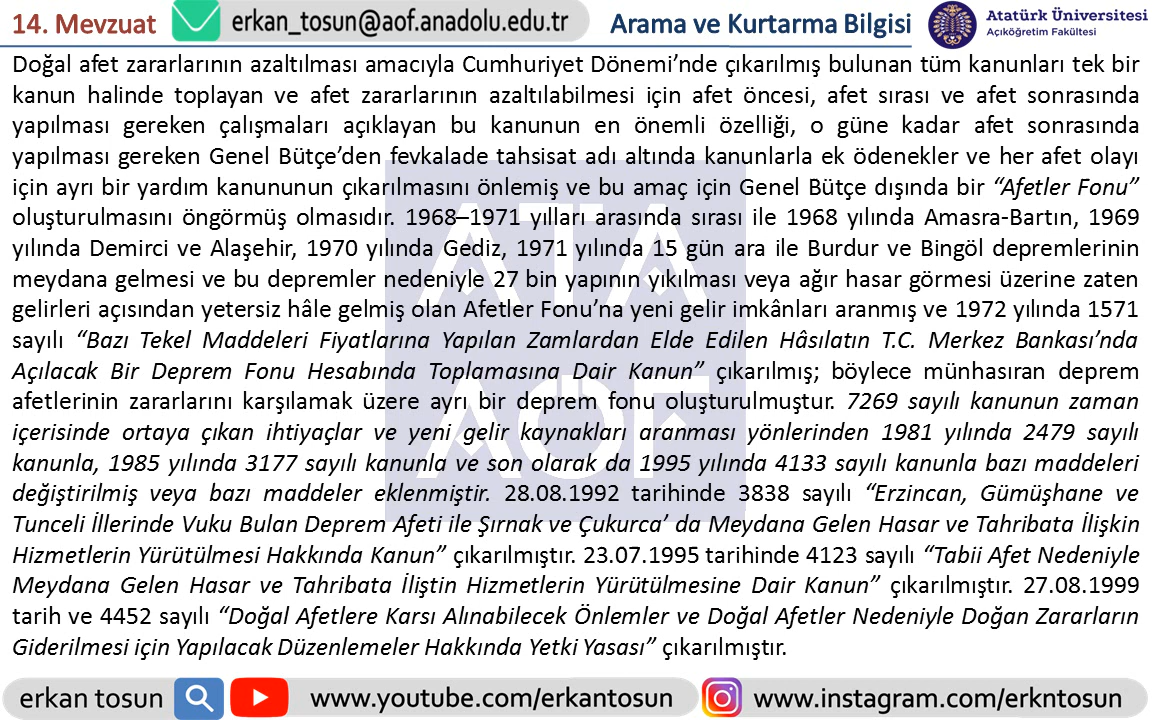 14. Mevzuat
erkan_tosun@aof.anadolu.edu.tr
Arama ve Kurtarma Bilgisi
Atatürk Üniversitesi
Açıköğretim Fakültesi
Doğal afet zararlarının azaltılması amacıyla Cumhuriyet Dönemi’nde çıkarılmış bulunan tüm kanunları tek bir
kanun halinde toplayan ve afet zararlarının azaltılabilmesi için afet öncesi, afet sırası ve afet sonrasında
yapılması gereken çalışmaları açıklayan bu kanunun en önemli özelliği, o güne kadar afet sonrasında
yapılması gereken Genel Bütçe’den fevkalade tahsisat adı altında kanunlarla ek ödenekler ve her afet olayı
için ayrı bir yardım kanununun çıkarılmasını önlemiş ve bu amaç için Genel Bütçe dışında bir “Afetler Fonu”
oluşturulmasını öngörmüş olmasıdır. 1968–1971 yılları arasında sırası ile 1968 yılında Amasra-Bartın, 1969
yılında Demirci ve Alaşehir, 1970 yılında Gediz, 1971 yılında 15 gün ara ile Burdur ve Bingöl depremlerinin
meydana gelmesi ve bu depremler nedeniyle 27 bin yapının yıkılması veya ağır hasar görmesi üzerine zaten
gelirleri açısından yetersiz hâle gelmiş olan Afetler Fonu’na yeni gelir imkânları aranmış ve 1972 yılında 1571
sayılı “Bazı Tekel Maddeleri Fiyatlarına Yapılan Zamlardan Elde Edilen Hâsılatın T.C. Merkez Bankası’nda
Açılacak Bir Deprem Fonu Hesabında Toplamasına Dair Kanun” çıkarılmış; böylece münhasıran deprem
afetlerinin zararlarını karşılamak üzere ayrı bir deprem fonu oluşturulmuştur. 7269 sayılı kanunun zaman
içerisinde ortaya çıkan ihtiyaçlar ve yeni gelir kaynakları aranması yönlerinden 1981 yılında 2479 sayılı
kanunla, 1985 yılında 3177 sayılı kanunla ve son olarak da 1995 yılında 4133 sayılı kanunla bazı maddeleri
değiştirilmiş veya bazı maddeler eklenmiştir. 28.08.1992 tarihinde 3838 sayılı “Erzincan, Gümüşhane ve
Tunceli İllerinde Vuku Bulan Deprem Afeti ile Şırnak ve Çukurca’ da Meydana Gelen Hasar ve Tahribata İlişkin
Hizmetlerin Yürütülmesi Hakkında Kanun” çıkarılmıştır. 23.07.1995 tarihinde 4123 sayılı “Tabii Afet Nedeniyle
Meydana Gelen Hasar ve Tahribata İliştin Hizmetlerin Yürütülmesine Dair Kanun” çıkarılmıştır. 27.08.1999
tarih ve 4452 sayılı “Doğal Afetlere Karsı Alınabilecek Önlemler ve Doğal Afetler Nedeniyle Doğan Zararların
Giderilmesi için Yapılacak Düzenlemeler Hakkında Yetki Yasası” çıkarılmıştır.
ATA
AÖF
erkan tosun
www.youtube.com/erkantosun
www.instagram.com/erkntosun